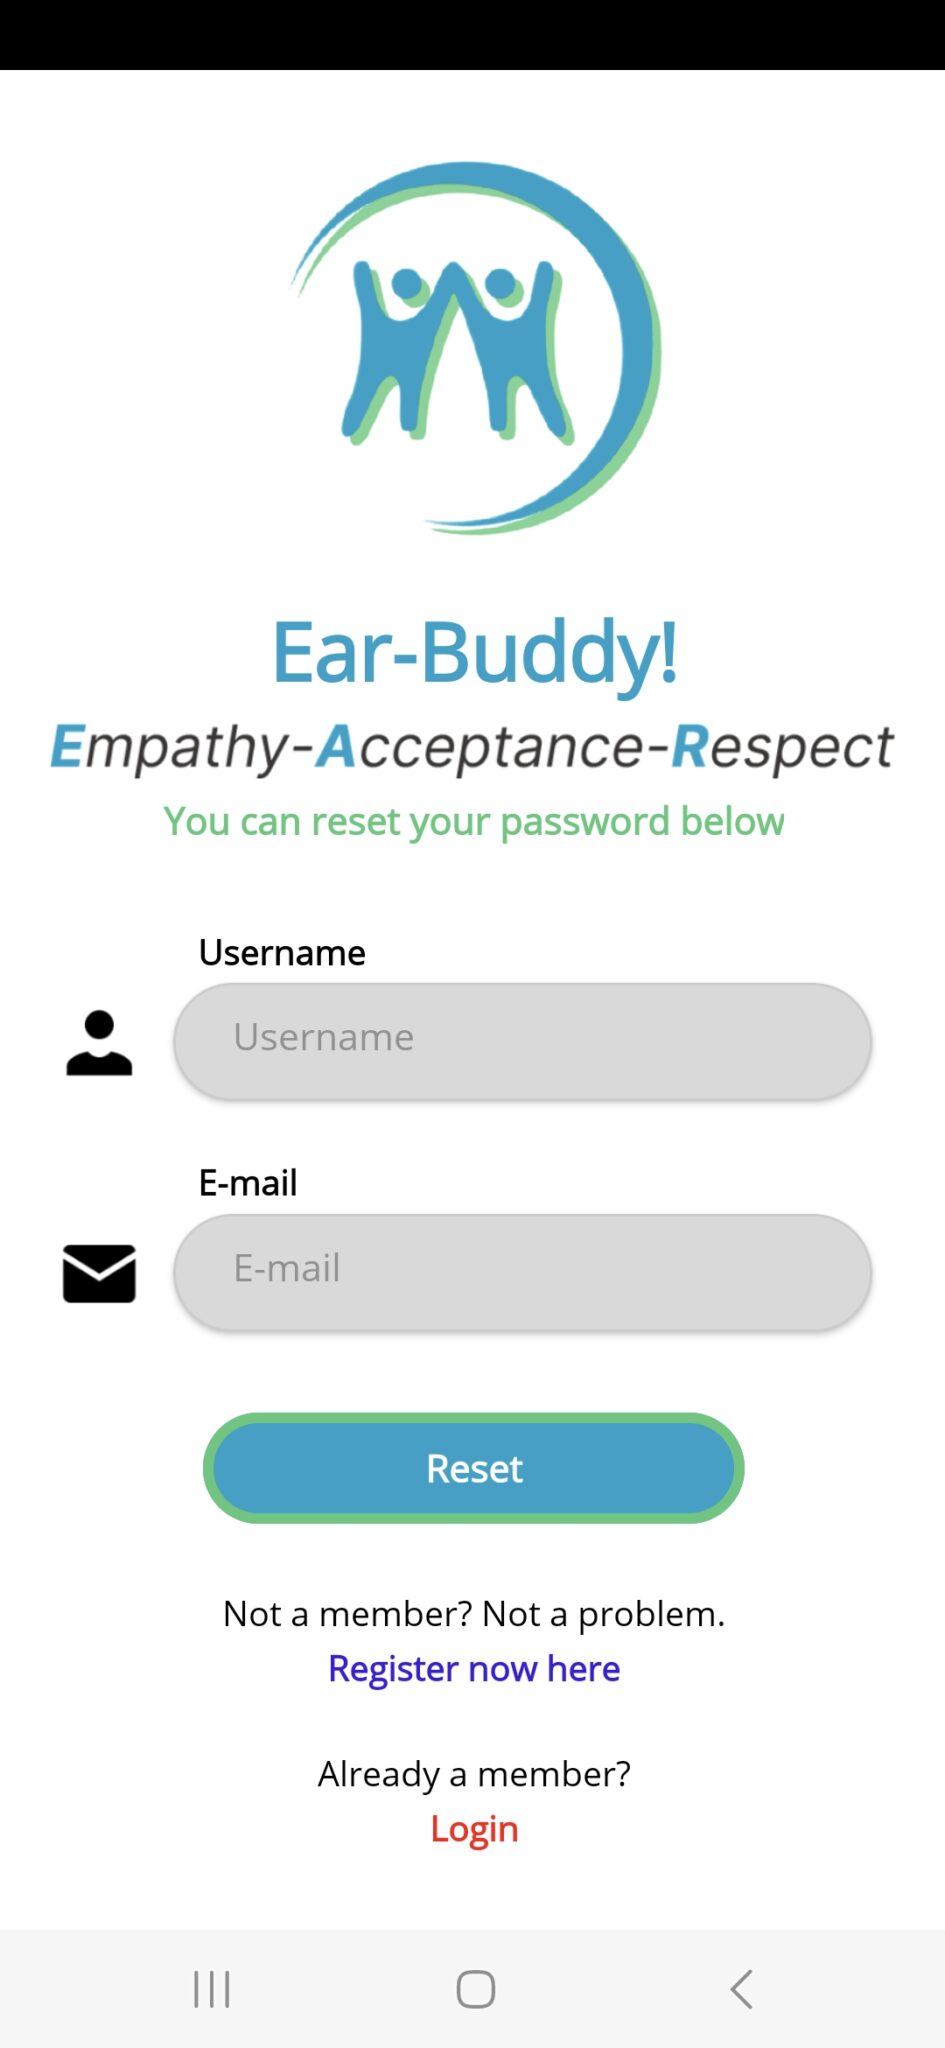 Ear-Buddy!
Empathy-Acceptance-Respect
You can reset your password below
Username
Username
E-mail
E-mail
Reset
Not a member? Not a problem.
Register now here
Already a member?
Login